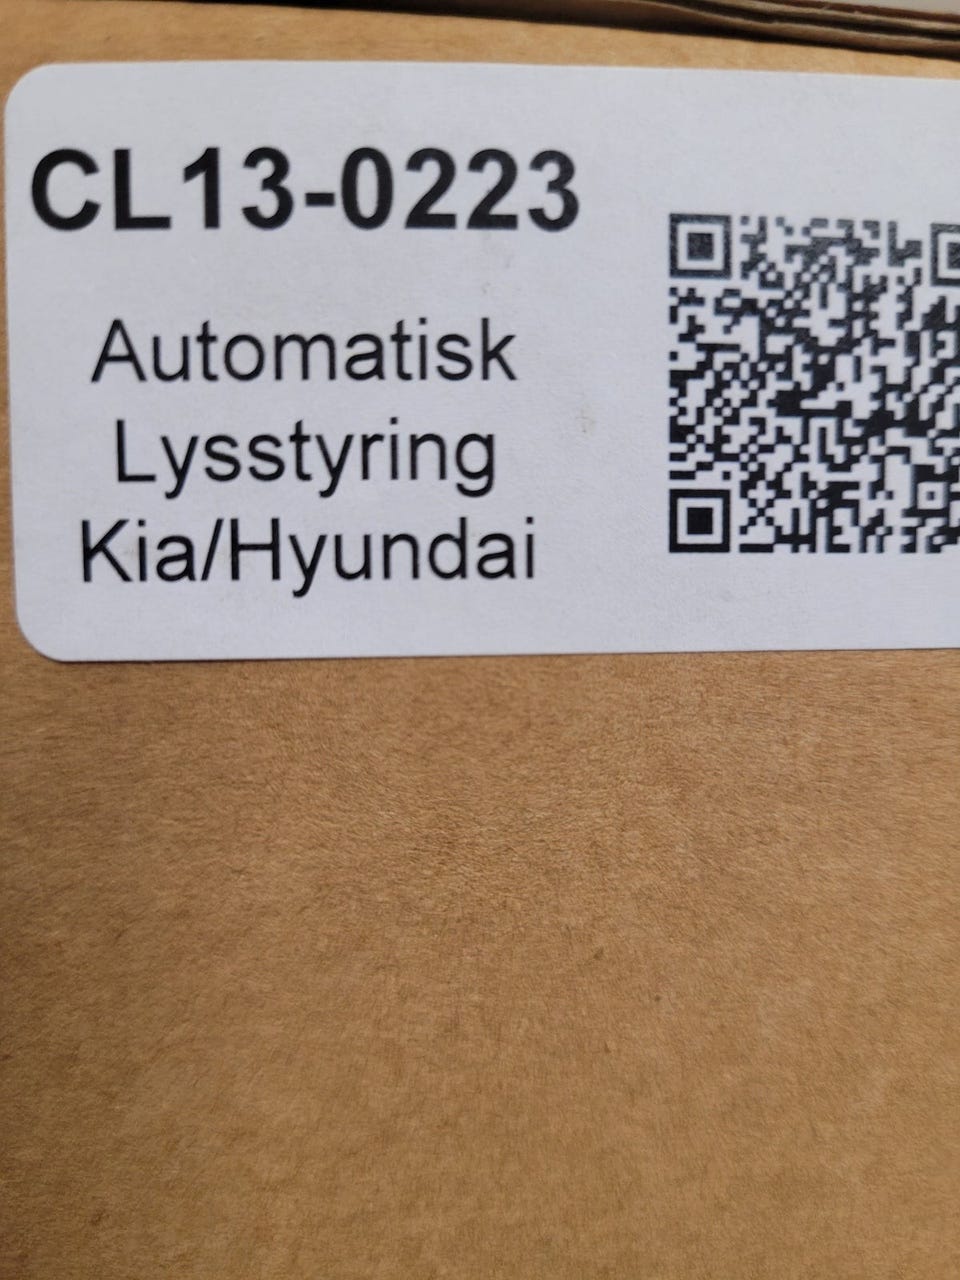 CL13-0223
Automatisk
Lysstyring
Kia/Hyundai